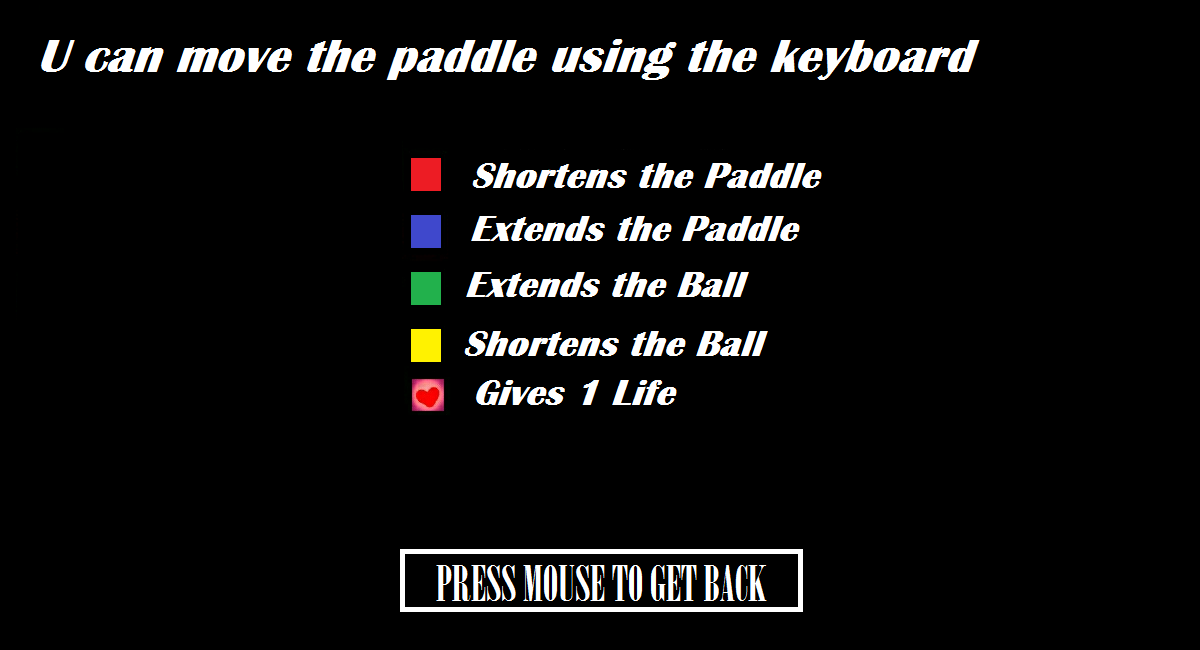 U can move the paddle using the keyboard
Shortens the Paddle
Extends the Paddle
Extends the Ball
Shortens the Ball
Gives 1 Life
PRESS MOUSE TO GET BACK